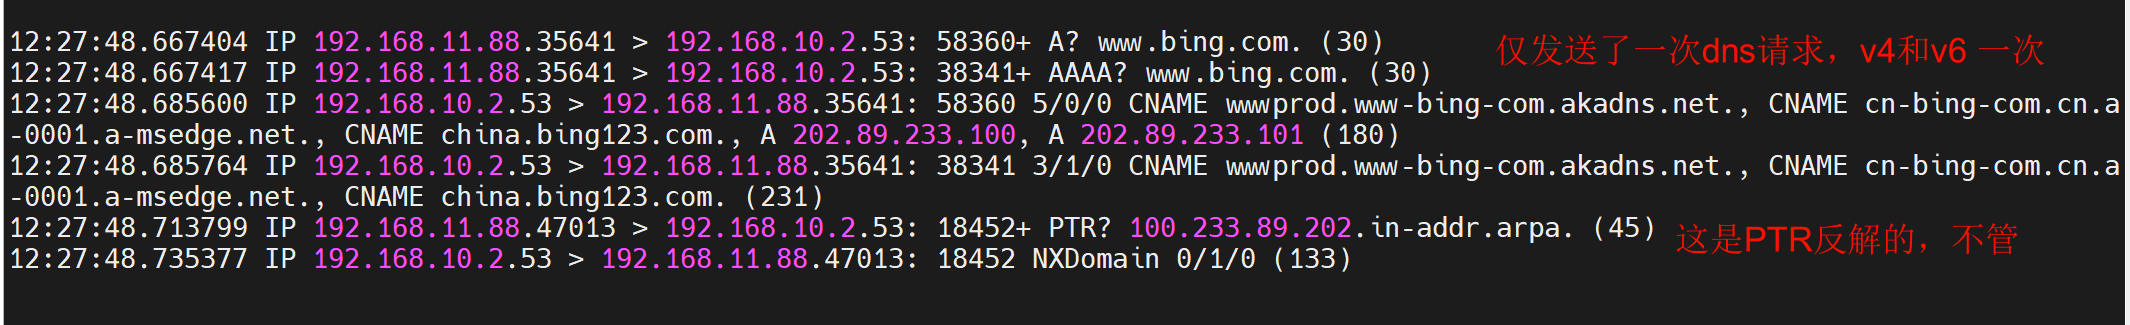 12:27:48.667404 IP 192.168.11.88.35641 > 192.168.10.2.53: 58360+ A? www.bing.com. (30)
仅发送了一次dns请求，v4和v6 一次
12:27:48.667417 IP 192.168.11.88.35641 > 192.168.10.2.53: 38341+ AAAA? www.bing.com. (30)
12:27:48.685600 IP 192.168.10.2.53 > 192.168.11.88.35641: 58360 5/0/0 CNAME wwwprod.www-bing-com.akadns.net., CNAME cn-bing-com.cn.a
-0001.a-msedge.net., CNAME china.bing123.com., A 202.89.233.100, A 202.89.233.101 (180)
12:27:48.685764 IP 192.168.10.2.53 > 192.168.11.88.35641: 38341 3/1/0 CNAME wwwprod.www-bing-com.akadns.net., CNAME cn-bing-com.cn.a
-0001.a-msedge.net., CNAME china.bing123.com. (231)
12:27:48.713799 IP 192.168.11.88.47013 > 192.168.10.2.53: 18452+ PTR? 100.233.89.202.in-addr.arpa. (45)
这是PTR反解的，不管
12:27:48.735377 IP 192.168.10.2.53 > 192.168.11.88.47013: 18452 NXDomain 0/1/0 (133)